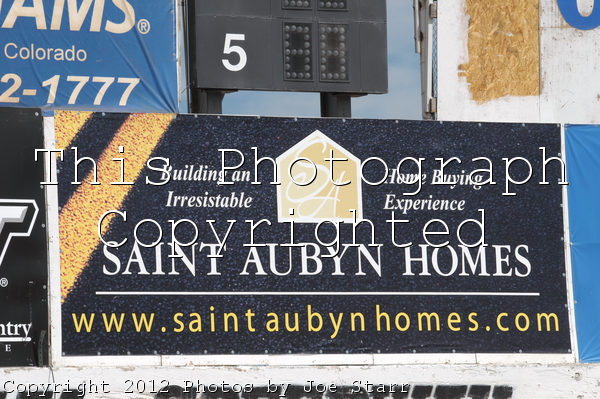 AMS®
Colorado
2-1777
5
This Photograph
Building an
Irresistable
SA
Home Buying
Experience
Copyrighted
SAINT AUBYN HOMES
www.saintaubynhomes.com
Copyright 2012 Photos by Joe Starr